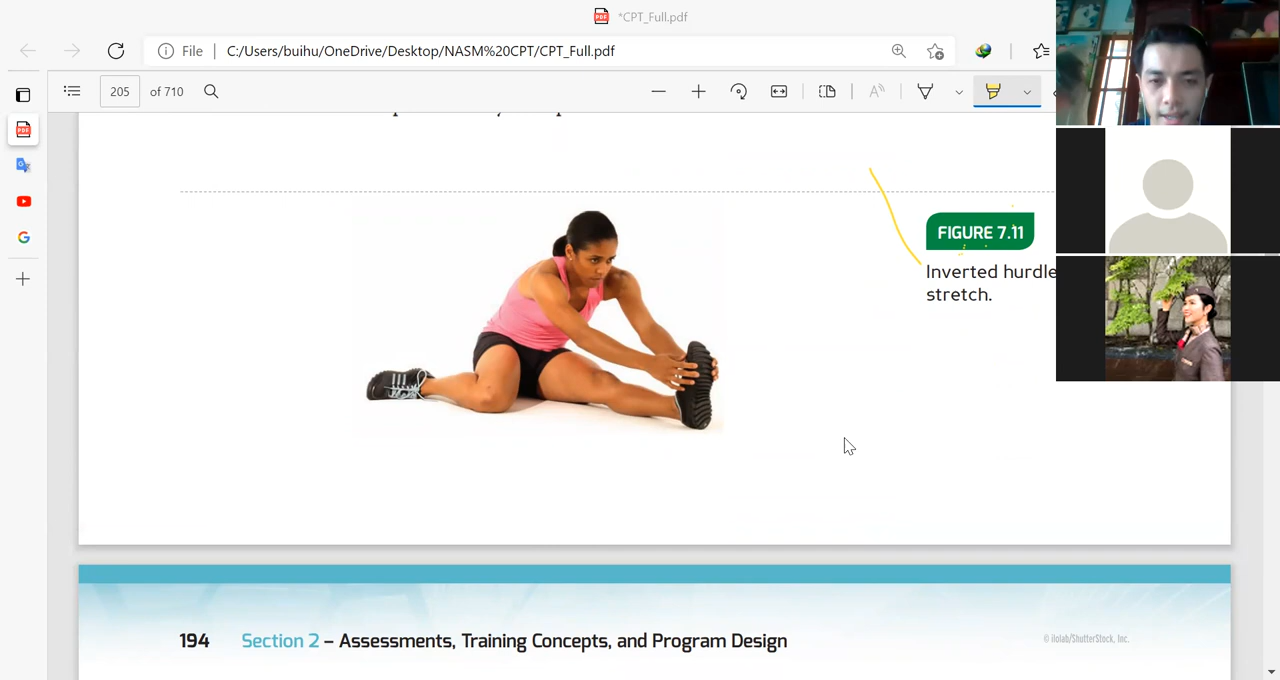 *CPT_Full.pdf
File | C:/Users/buihu/OneDrive/Desktop/NASM%20CPT/CPT_Full.pdf
205 of 710
FIGURE 7.11
Inverted hurdle
stretch.
194 Section 2 – Assessments, Training Concepts, and Program Design
© ilolab/ShutterStock, Inc.